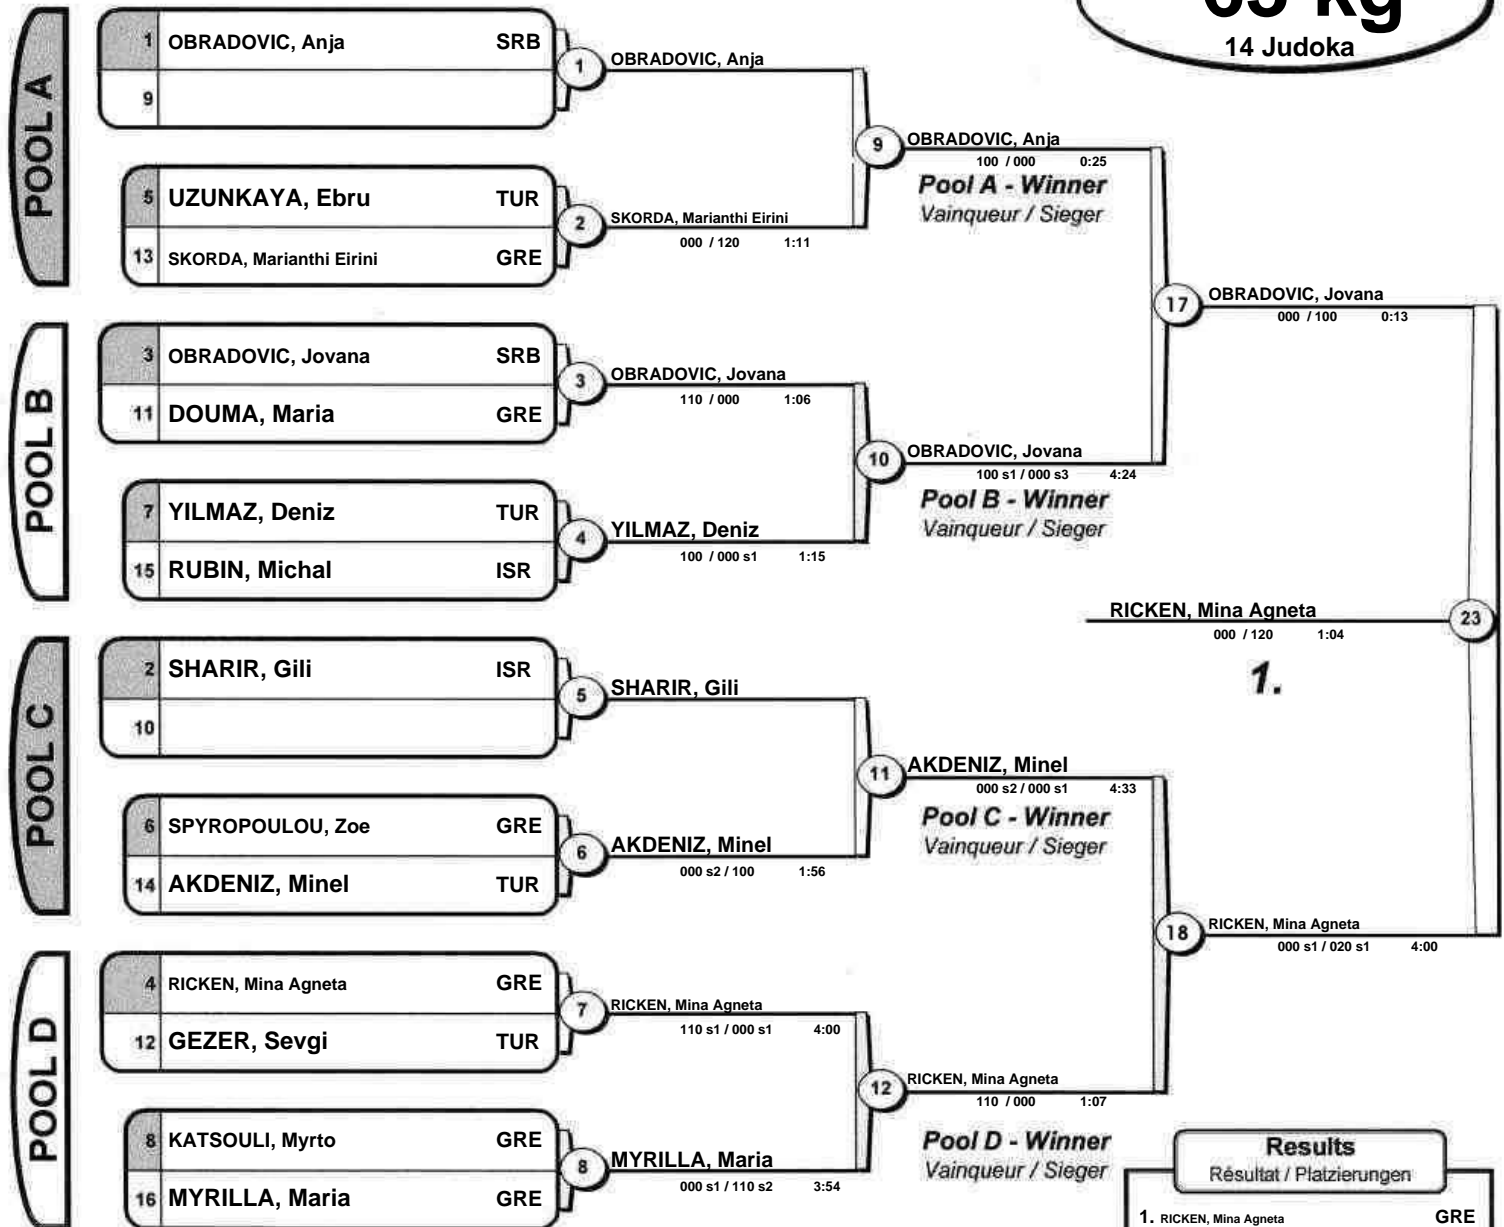 14 Judoka
POOL A
1 OBRADOVIC, Anja SRB
9
1
OBRADOVIC, Anja
5 UZUNKAYA, Ebru TUR
13 SKORDA, Marianthi Eirini GRE
2
SKORDA, Marianthi Eirini
000 / 120 1:11
9
OBRADOVIC, Anja
100 / 000 0:25
Pool A - Winner
Vainqueur / Sieger
POOL B
3 OBRADOVIC, Jovana SRB
11 DOUMA, Maria GRE
3
OBRADOVIC, Jovana
110 / 000 1:06
7 YILMAZ, Deniz TUR
15 RUBIN, Michal ISR
4
YILMAZ, Deniz
100 / 000 s1 1:15
10
OBRADOVIC, Jovana
100 s1 / 000 s3 4:24
Pool B - Winner
Vainqueur / Sieger
17
OBRADOVIC, Jovana
000 / 100 0:13
RICKEN, Mina Agneta
000 / 120 1:04
23
1.
POOL C
2 SHARIR, Gili ISR
10
5
SHARIR, Gili
6 SPYROPOULOU, Zoe GRE
14 AKDENIZ, Minel TUR
6
AKDENIZ, Minel
000 s2 / 100 1:56
11
AKDENIZ, Minel
000 s2 / 000 s1 4:33
Pool C - Winner
Vainqueur / Sieger
18
RICKEN, Mina Agneta
000 s1 / 020 s1 4:00
POOL D
4 RICKEN, Mina Agneta GRE
12 GEZER, Sevgi TUR
7
RICKEN, Mina Agneta
110 s1 / 000 s1 4:00
8 KATSOULI, Myrto GRE
16 MYRILLA, Maria GRE
8
MYRILLA, Maria
000 s1 / 110 s2 3:54
12
RICKEN, Mina Agneta
110 / 000 1:07
Pool D - Winner
Vainqueur / Sieger
Results
Résultat / Platzierungen
1. RICKEN, Mina Agneta GRE